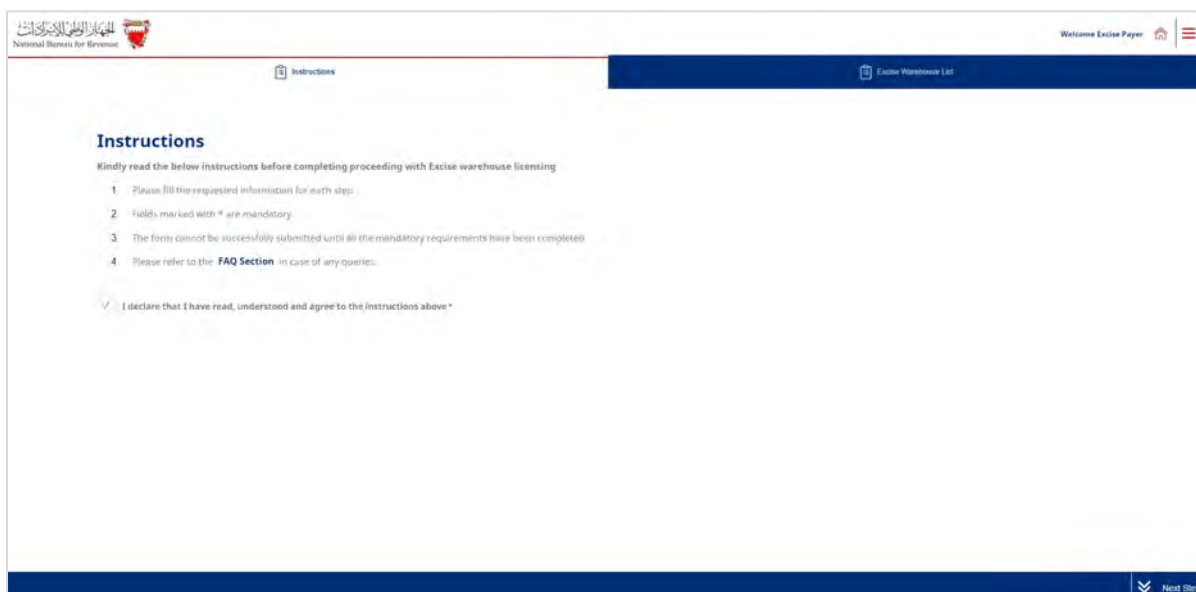 الجهاز الوطني للإيرادات
National Bureau for Revenue
Welcome Excise Payer
Instructions
Excise Warehouse List
Instructions
Kindly read the below instructions before completing proceeding with Excise warehouse licensing
1. Please fill the requested information for each step.
2. Fields marked with * are mandatory
3. The form cannot be successfully submitted until all the mandatory requirements have been completed
4. Please refer to the FAQ Section in case of any queries.
I declare that I have read, understood and agree to the instructions above *
Next Ste